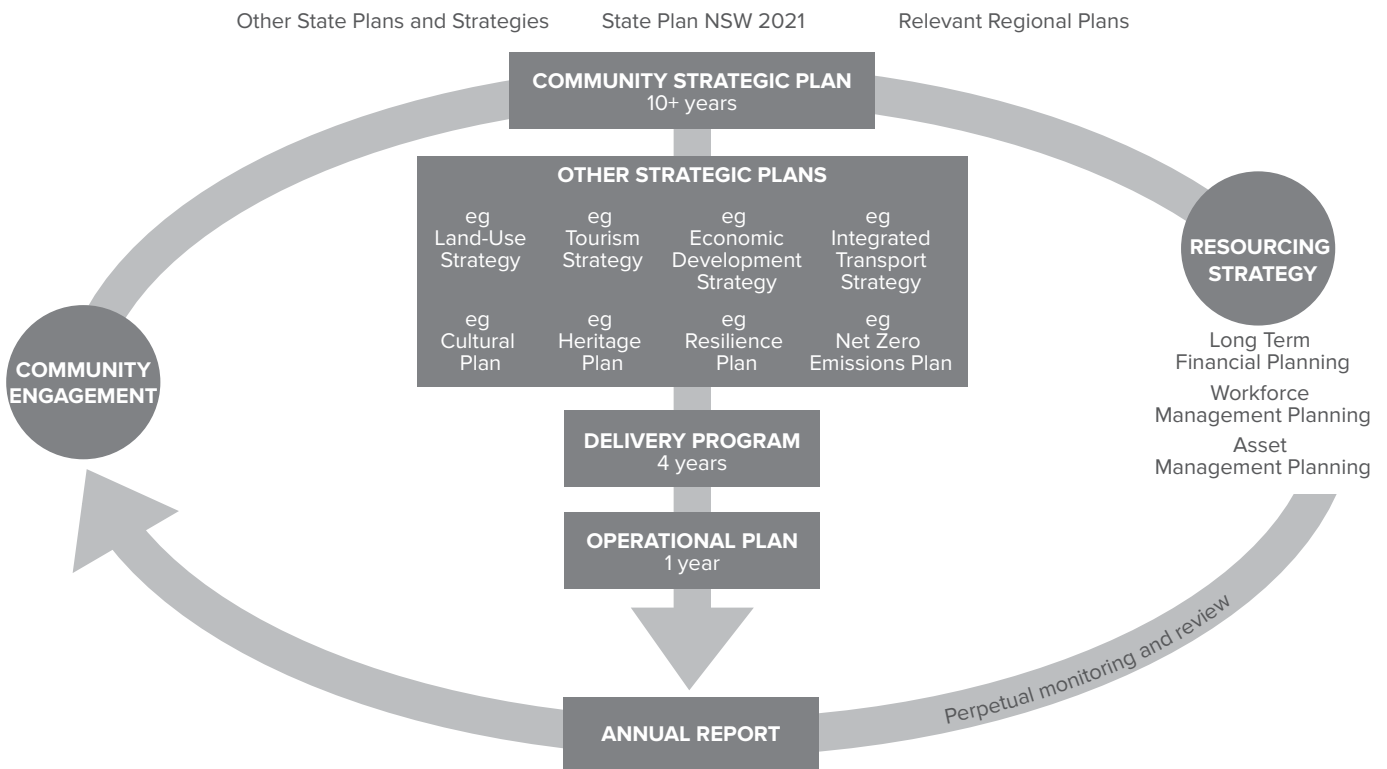 Other State Plans and Strategies
State Plan NSW 2021
Relevant Regional Plans
COMMUNITY STRATEGIC PLAN
10+ years
OTHER STRATEGIC PLANS
eg
Land-Use
Strategy
eg
Tourism
Strategy
eg
Economic
Development
Strategy
eg
Integrated
Transport
Strategy
eg
Cultural
Plan
eg
Heritage
Plan
eg
Resilience
Plan
eg
Net Zero
Emissions Plan
RESOURCING
STRATEGY
Long Term
Financial Planning
Workforce
Management Planning
Asset
Management Planning
COMMUNITY
ENGAGEMENT
DELIVERY PROGRAM
4 years
OPERATIONAL PLAN
1 year
Perpetual monitoring and review
ANNUAL REPORT